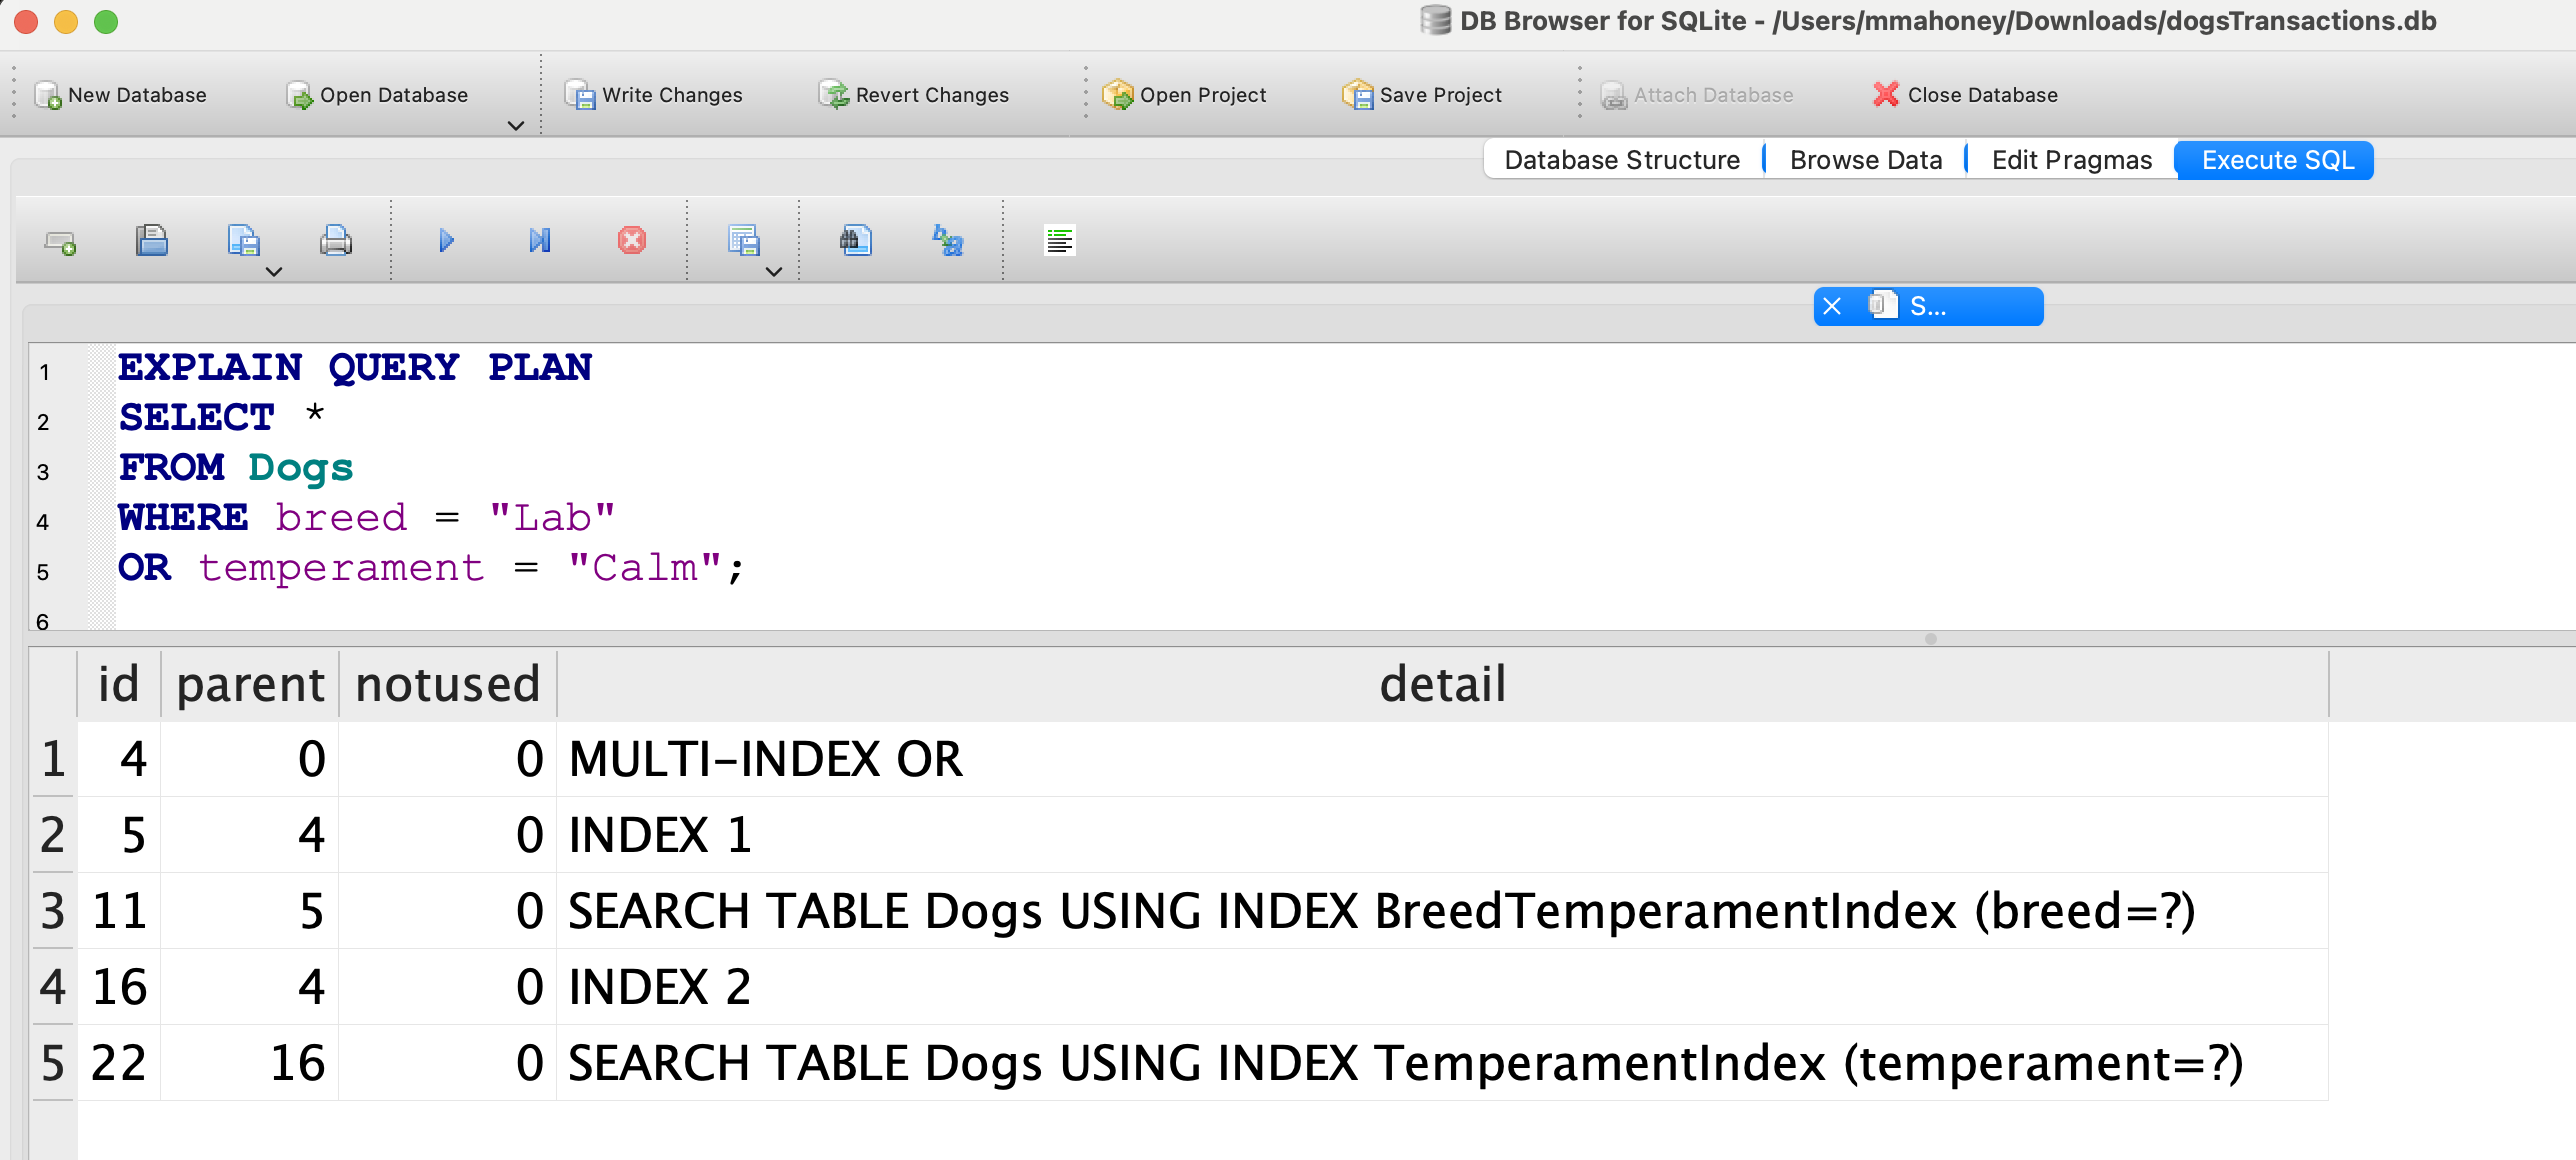 DB Browser for SQLite - /Users/mmahoney/Downloads/dogsTransactions.db
New Database Open Database Write Changes Revert Changes Open Project Save Project Attach Database Close Database
Database Structure Browse Data Edit Pragmas Execute SQL
S...
1 EXPLAIN QUERY PLAN
2 SELECT *
3 FROM Dogs
4 WHERE breed = "Lab"
5 OR temperament = "Calm";
6
id parent notused detail
1 4 0 0 MULTI-INDEX OR
2 5 4 0 INDEX 1
3 11 5 0 SEARCH TABLE Dogs USING INDEX BreedTemperamentIndex (breed=?)
4 16 4 0 INDEX 2
5 22 16 0 SEARCH TABLE Dogs USING INDEX TemperamentIndex (temperament=?)